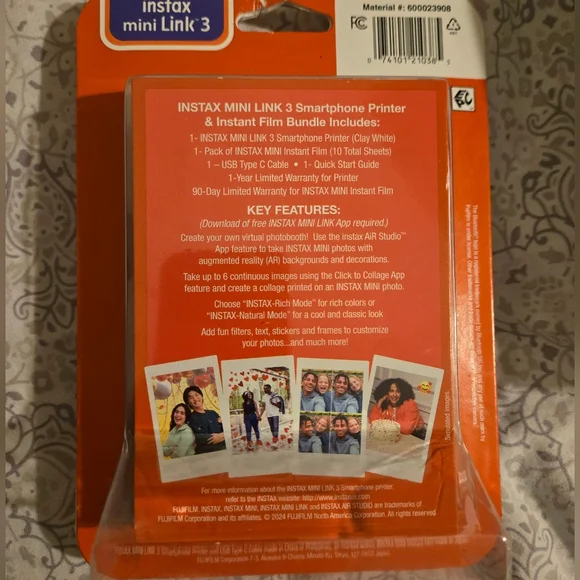 instax
mini Link 3
Material #: 600023908
FC
INSTAX MINI LINK 3 Smartphone Printer
& Instant Film Bundle Includes:
1- INSTAX MINI LINK 3 Smartphone Printer (Clay White)
1- Pack of INSTAX MINI Instant Film (10 Total Sheets)
1 – USB Type C Cable • 1- Quick Start Guide
1-Year Limited Warranty for Printer
90-Day Limited Warranty for INSTAX MINI Instant Film
KEY FEATURES:
(Download of free INSTAX MINI LINK App required.)
Create your own virtual photobooth! Use the instax AiR Studio™
App feature to take INSTAX MINI photos with
augmented reality (AR) backgrounds and decorations.
Take up to 6 continuous images using the Click to Collage App
feature and create a collage printed on an INSTAX MINI photo.
Choose “INSTAX-Rich Mode” for rich colors or
“INSTAX-Natural Mode” for a cool and classic look
Add fun filters, text, stickers and frames to customize
your photos...and much more!
Simulated images.
For more information about the INSTAX MINI LINK 3 Smartphone printer,
refer to the INSTAX website: http://www.instaxus.com
FUJIFILM, INSTAX, INSTAX MINI, INSTAX MINI LINK and INSTAX AiR STUDIO are trademarks of
FUJIFILM Corporation and its affiliates. © 2024 FUJIFILM North America Corporation. All rights reserved